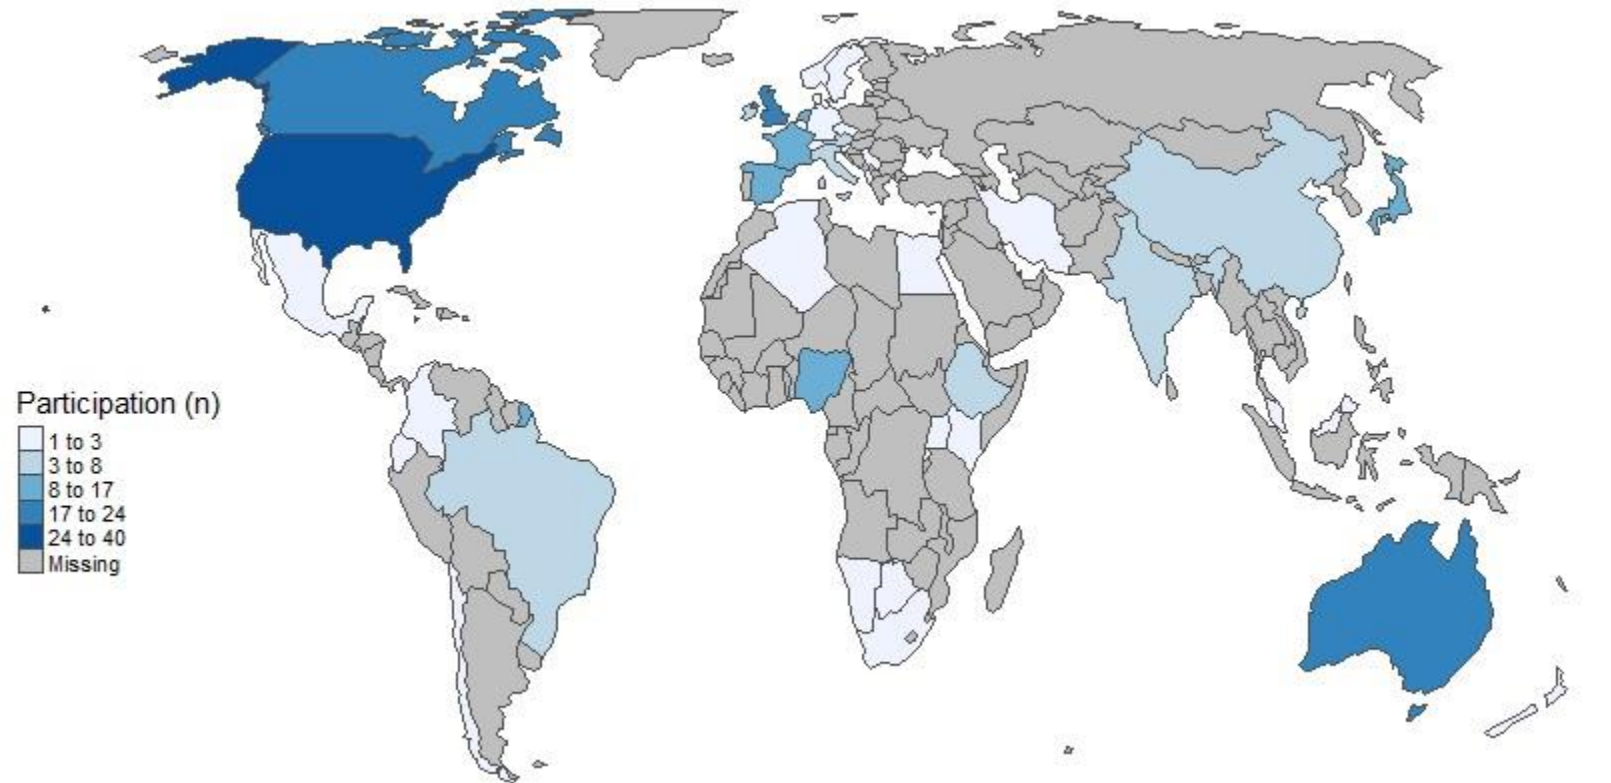 Participation (n)
1 to 3
3 to 8
8 to 17
17 to 24
24 to 40
Missing